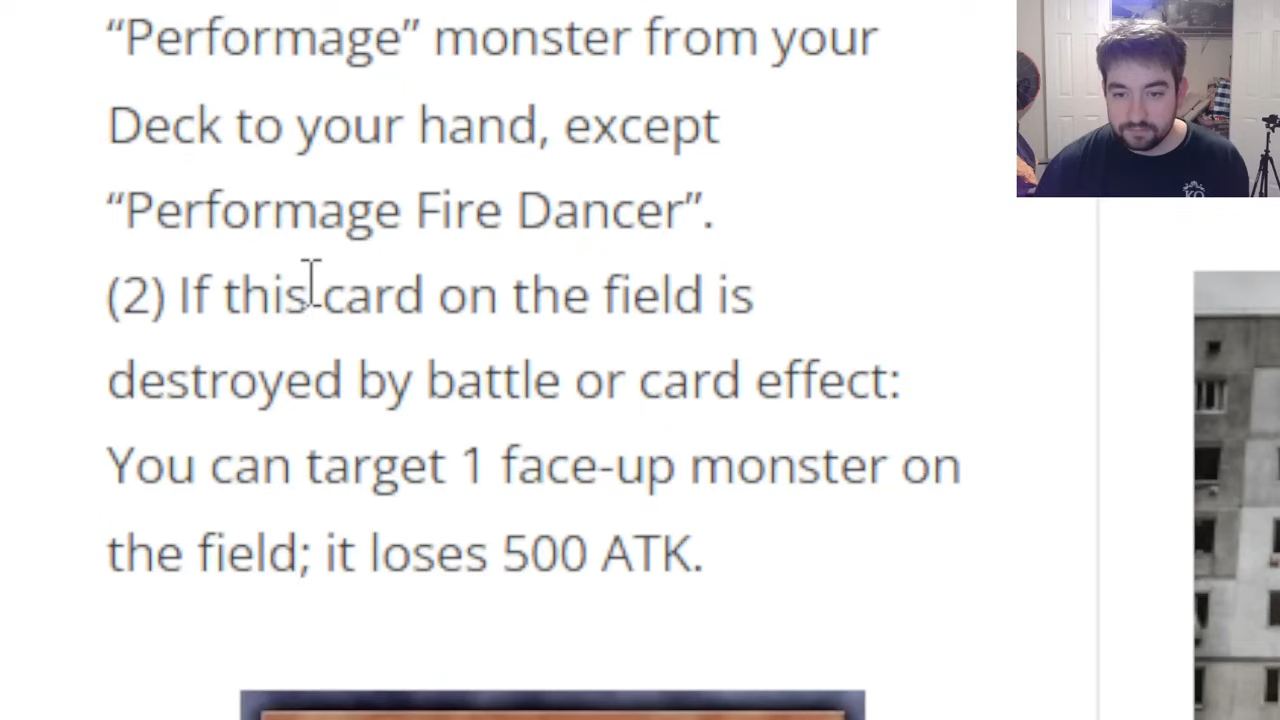 “Performage” monster from your
Deck to your hand, except
“Performage Fire Dancer”.
(2) If this card on the field is
destroyed by battle or card effect:
You can target 1 face-up monster on
the field; it loses 500 ATK.